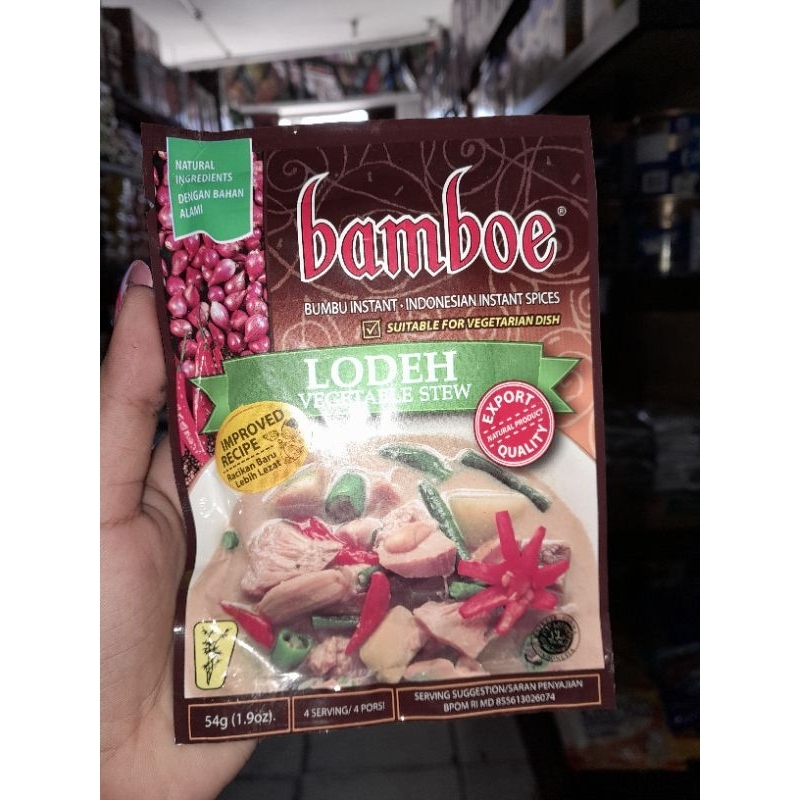 NATURAL
INGREDIENTS
DENGAN BAHAN
ALAMI
bamboe®
BUMBU INSTANT · INDONESIAN INSTANT SPICES
SUITABLE FOR VEGETARIAN DISH
LODEH
VEGETABLE STEW
IMPROVED
RECIPE
Racikan Baru
Lebih Lezat
EXPORT
NATURAL PRODUCT
QUALITY
54g (1.9oz).
4 SERVING/ 4 PORSI
SERVING SUGGESTION/SARAN PENYAJIAN
BPOM RI MD 855613026074